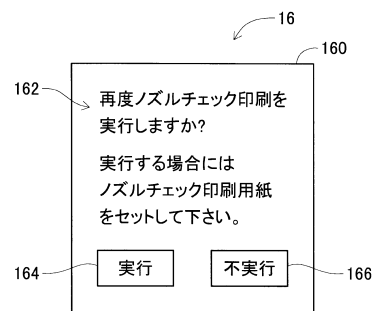 16
160
162
再度ノズルチェック印刷を
実行しますか?
実行する場合には
ノズルチェック印刷用紙
をセットして下さい。
164
実行
不実行
166